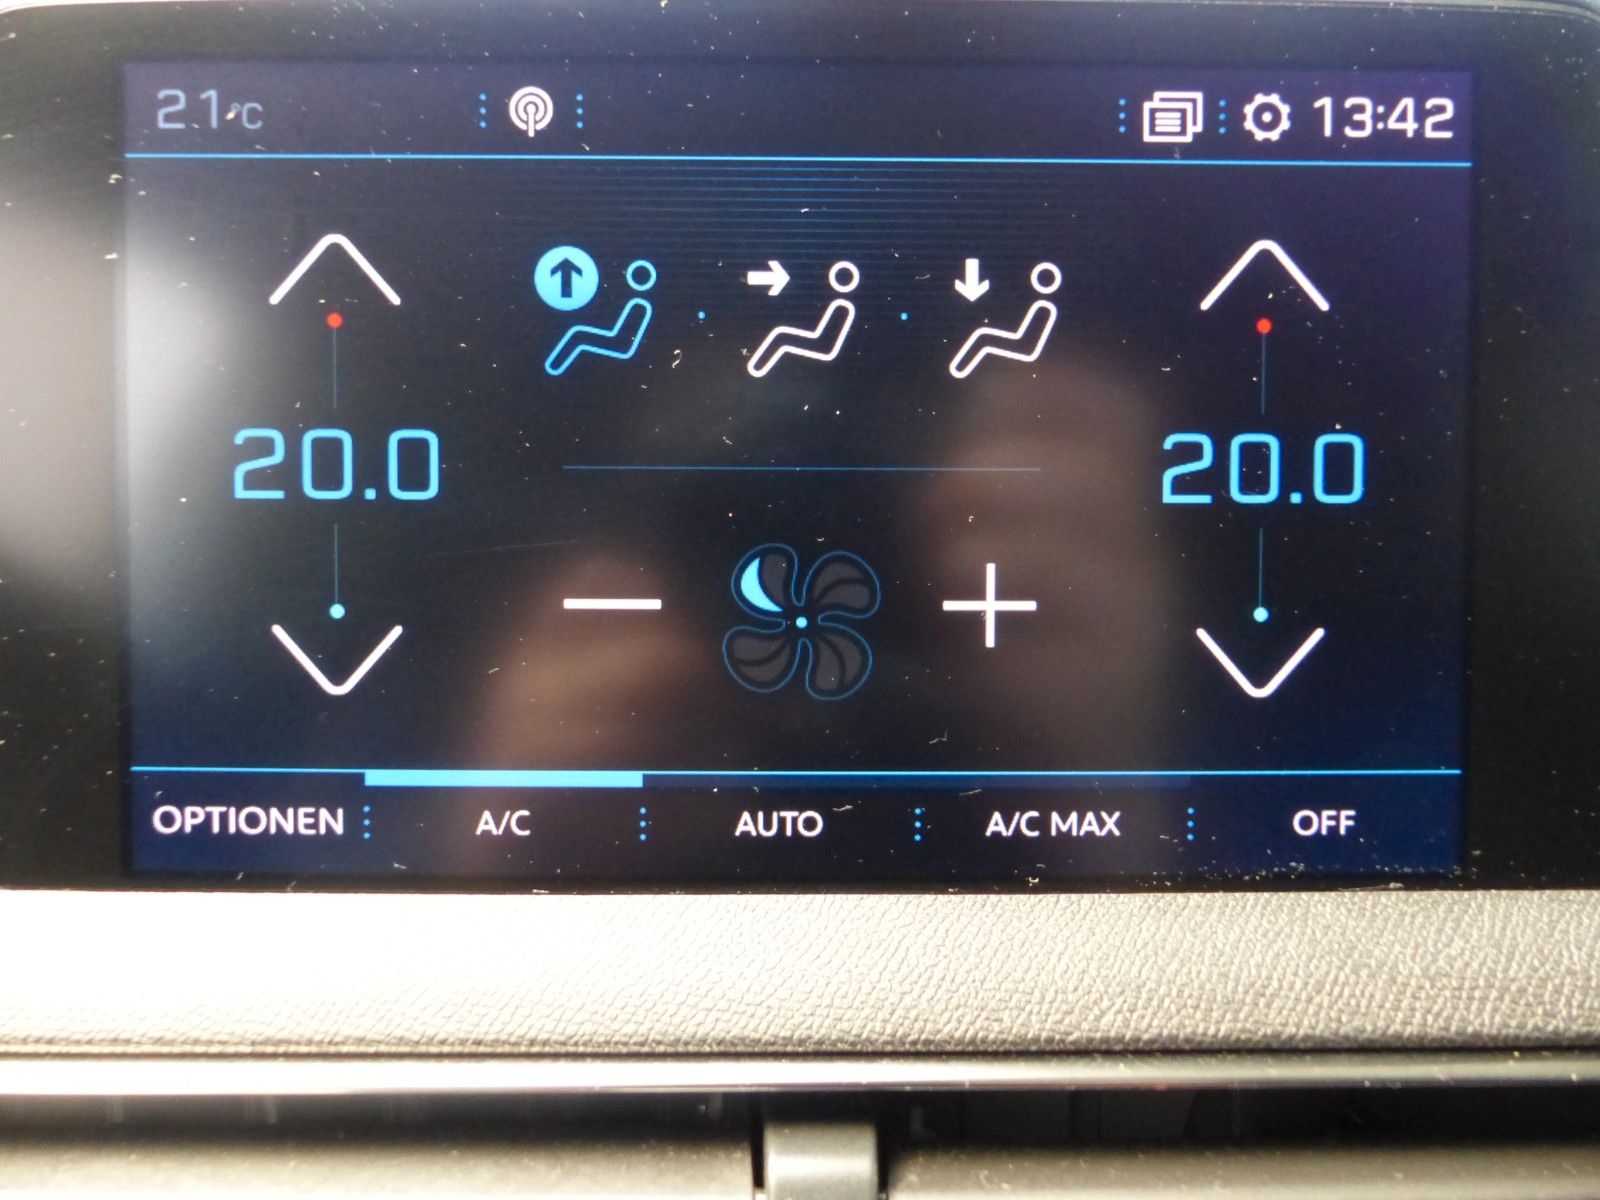 21°C 13:42
20.0 20.0
OPTIONEN A/C AUTO A/C MAX OFF